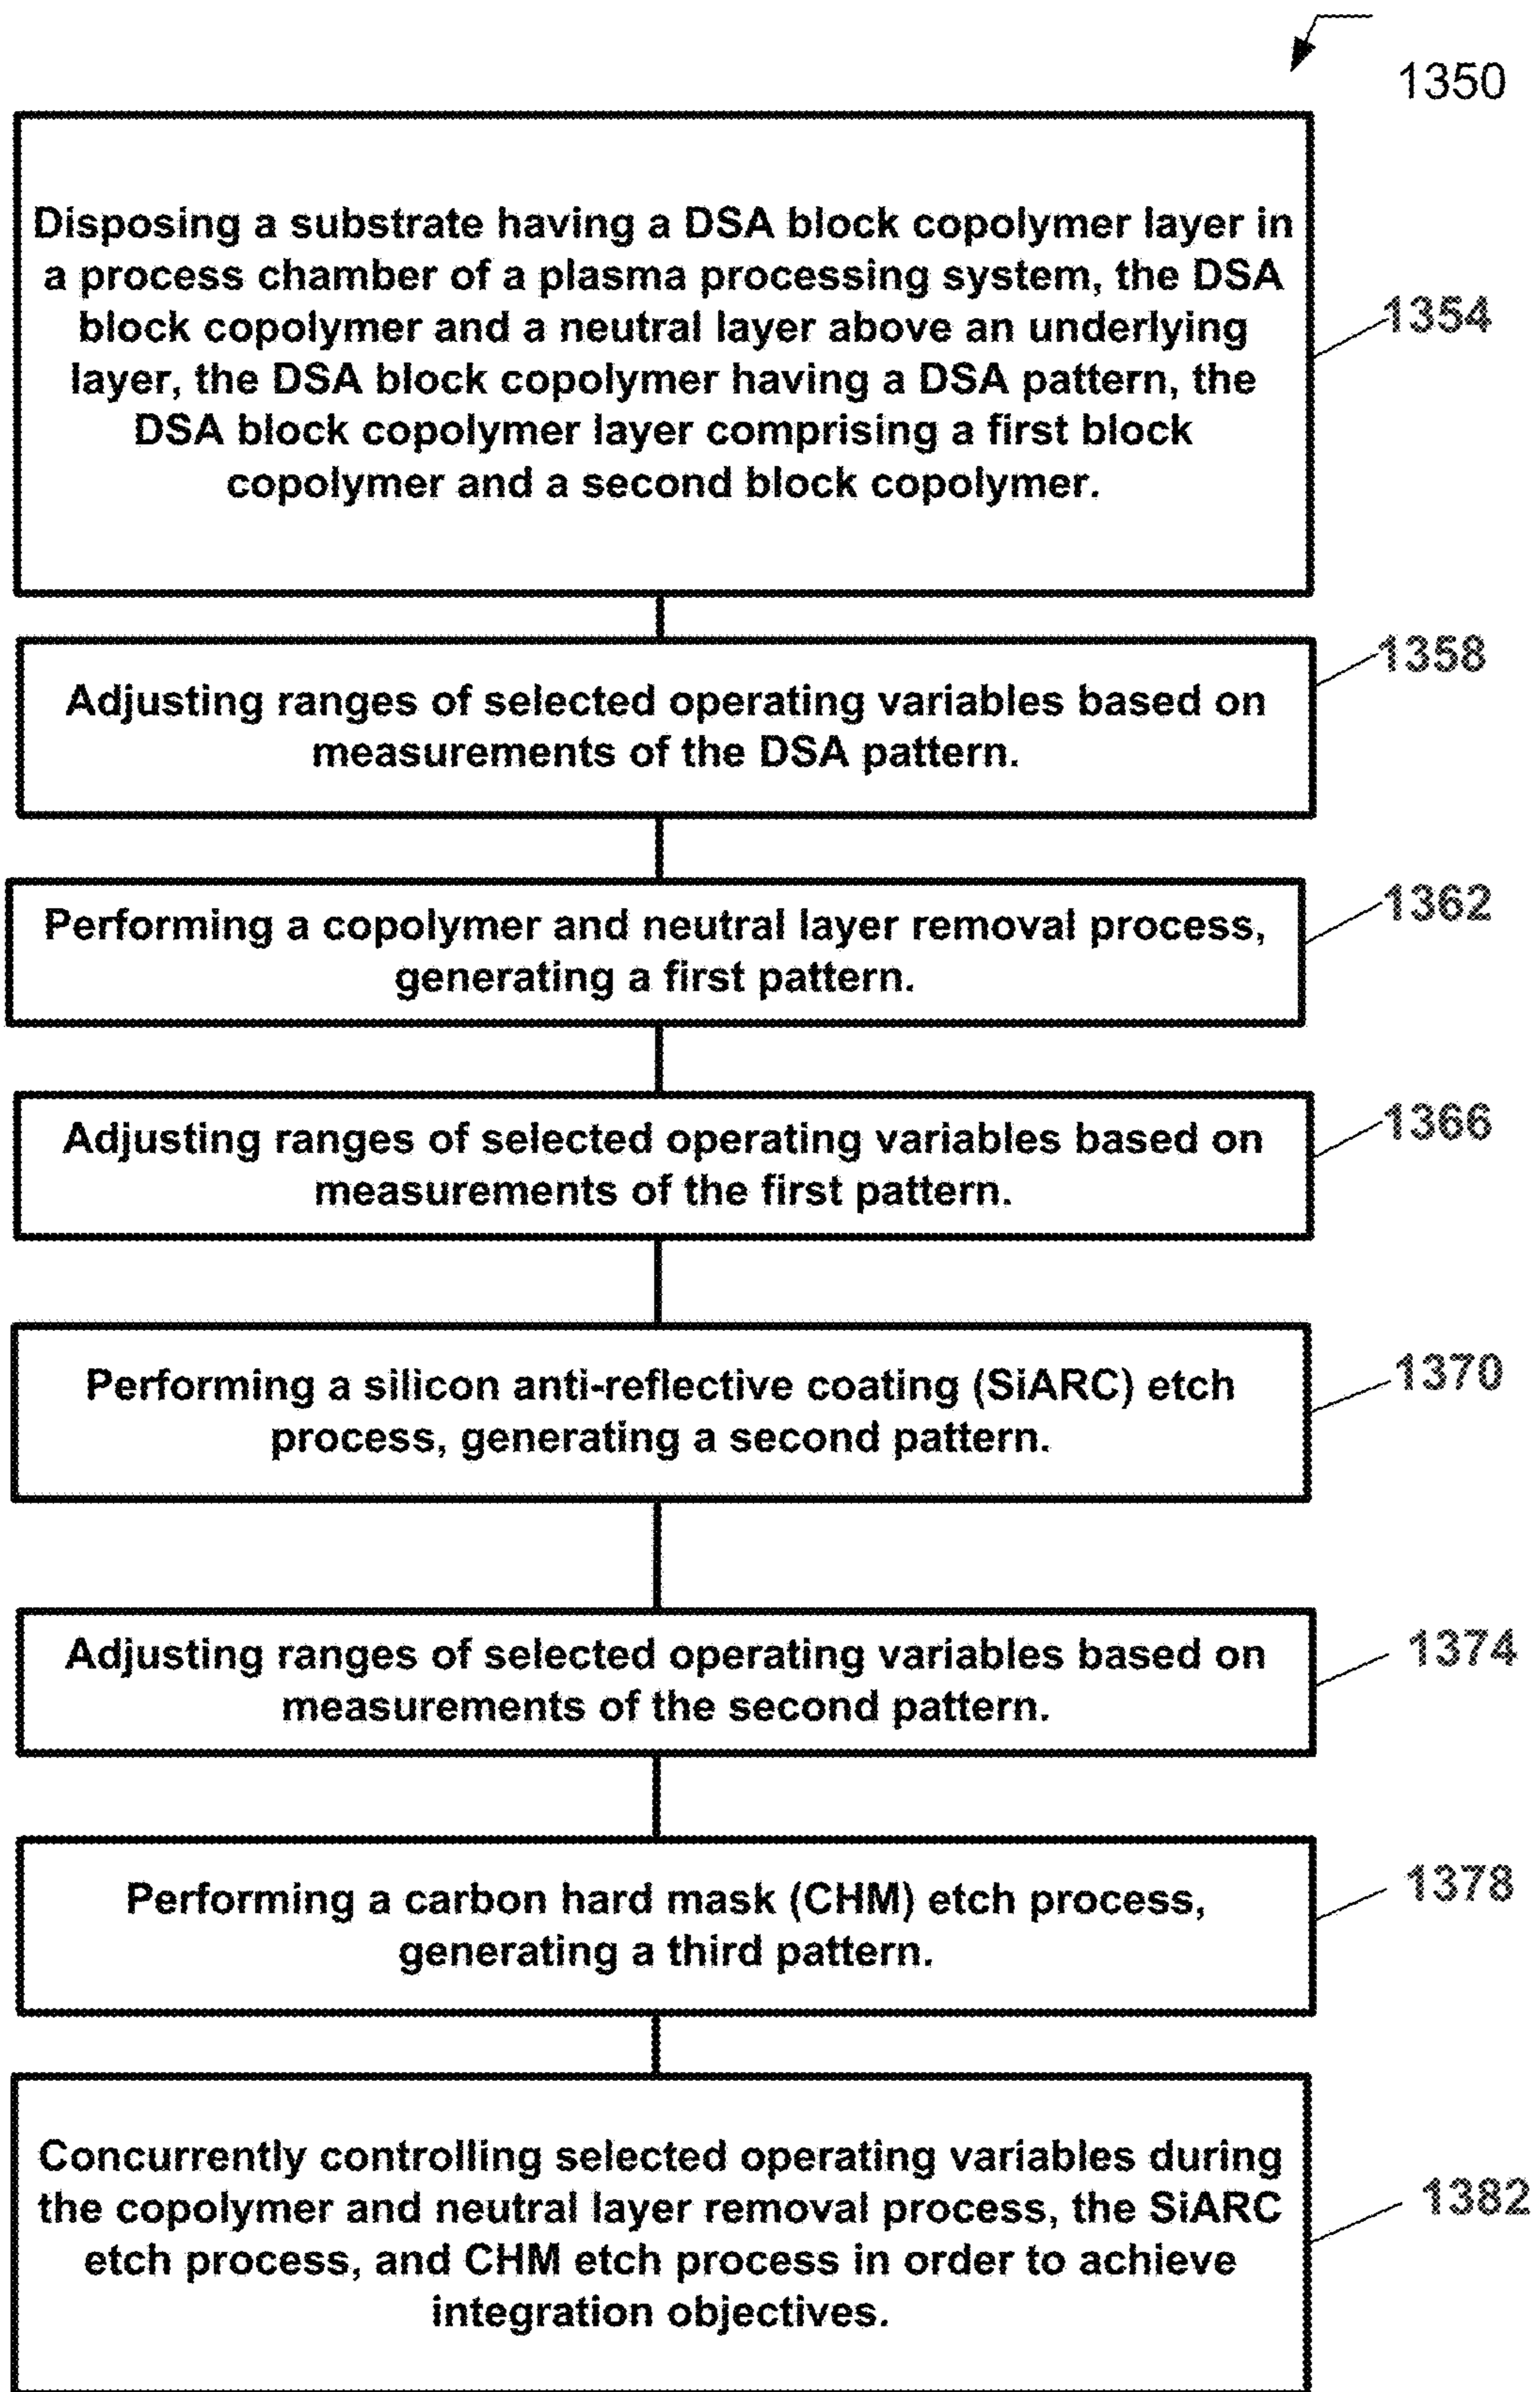 1350
Disposing a substrate having a DSA block copolymer layer in
a process chamber of a plasma processing system, the DSA
block copolymer and a neutral layer above an underlying
layer, the DSA block copolymer having a DSA pattern, the
DSA block copolymer layer comprising a first block
copolymer and a second block copolymer.
1354
Adjusting ranges of selected operating variables based on
measurements of the DSA pattern.
1358
Performing a copolymer and neutral layer removal process,
generating a first pattern.
1362
Adjusting ranges of selected operating variables based on
measurements of the first pattern.
1366
Performing a silicon anti-reflective coating (SiARC) etch
process, generating a second pattern.
1370
Adjusting ranges of selected operating variables based on
measurements of the second pattern.
1374
Performing a carbon hard mask (CHM) etch process,
generating a third pattern.
1378
Concurrently controlling selected operating variables during
the copolymer and neutral layer removal process, the SiARC
etch process, and CHM etch process in order to achieve
integration objectives.
1382